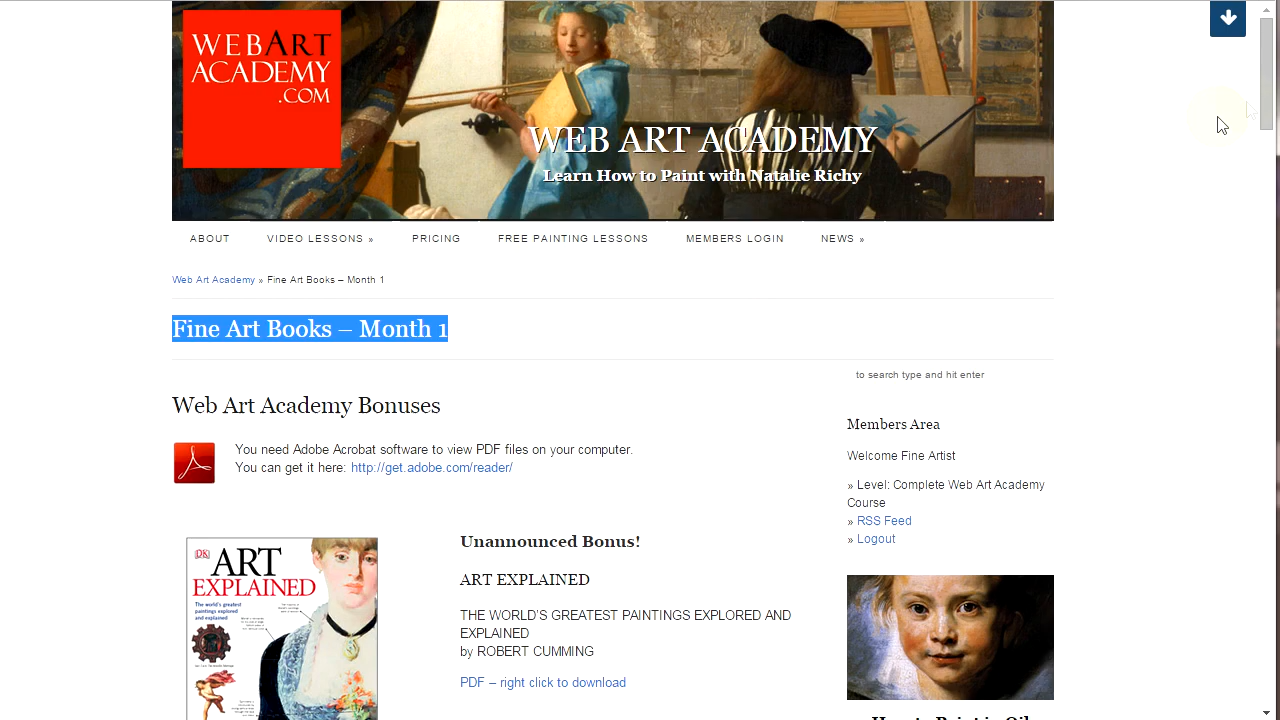 WEBART
ACADEMY
.COM
WEB ART ACADEMY
Learn How to Paint with Natalie Richy
ABOUT
VIDEO LESSONS »
PRICING
FREE PAINTING LESSONS
MEMBERS LOGIN
NEWS »
Web Art Academy » Fine Art Books – Month 1
Fine Art Books – Month 1
to search type and hit enter
Web Art Academy Bonuses
You need Adobe Acrobat software to view PDF files on your computer.
You can get it here: http://get.adobe.com/reader/
Members Area
Welcome Fine Artist
» Level: Complete Web Art Academy
Course
» RSS Feed
» Logout
DK
ART
EXPLAINED
The world's greatest
paintings explored
and explained
Unannounced Bonus!
ART EXPLAINED
THE WORLD'S GREATEST PAINTINGS EXPLORED AND
EXPLAINED
by ROBERT CUMMING
PDF – right click to download
How to Paint in Oil